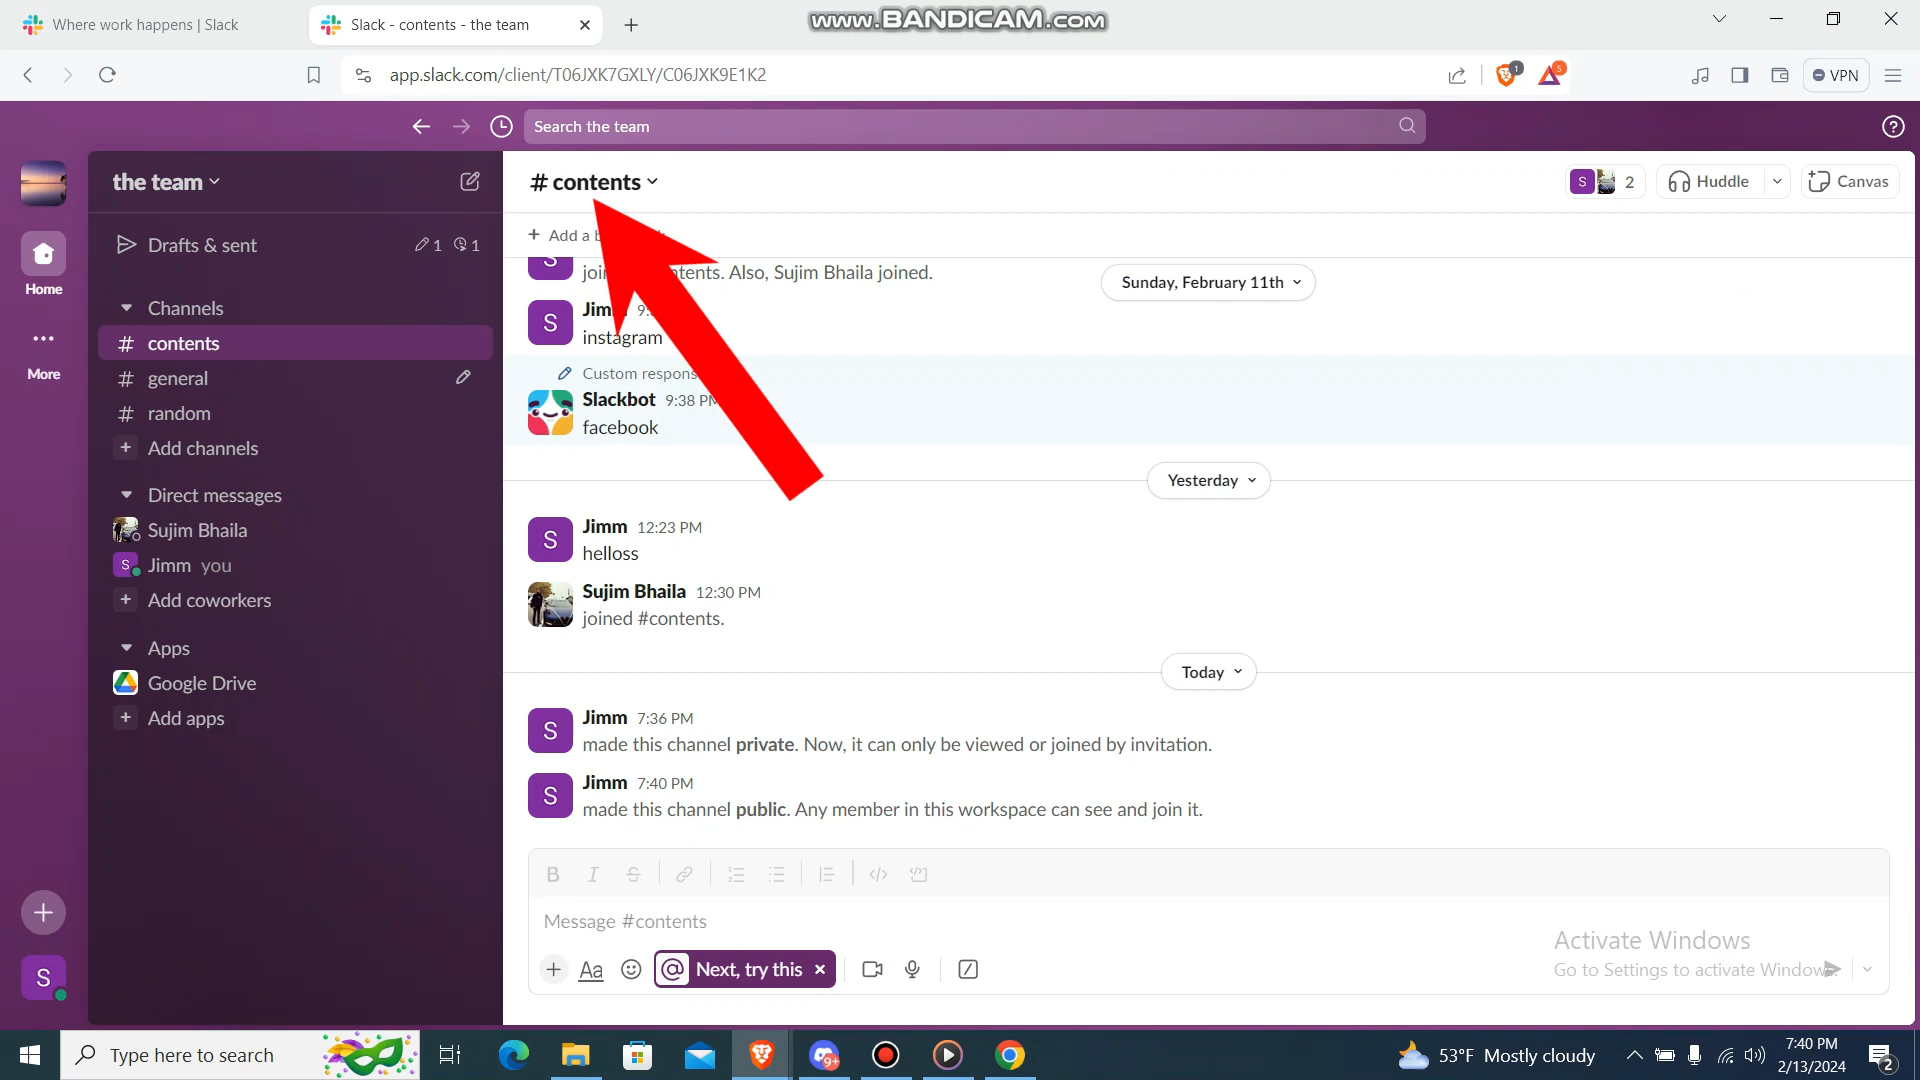 Where work happens | Slack
Slack - contents - the team
www.BANDICAM.com
app.slack.com/client/T06JXK7GXLY/C06JXK9E1K2
1
5
VPN
Search the team
the team
# contents
S
2
Huddle
Canvas
Drafts & sent
1
1
Add a b
Home
S
joi
tents. Also, Sujim Bhaila joined.
Sunday, February 11th
Channels
S
Jim
9:
# contents
instagram
More
# general
Custom respons
# random
Slackbot 9:38 PM
facebook
+ Add channels
Direct messages
Yesterday
Sujim Bhaila
S
Jimm 12:23 PM
helloss
S
Jimm you
Sujim Bhaila 12:30 PM
+ Add coworkers
joined #contents.
Apps
Today
Google Drive
+ Add apps
S
Jimm 7:36 PM
made this channel private. Now, it can only be viewed or joined by invitation.
S
Jimm 7:40 PM
made this channel public. Any member in this workspace can see and join it.
B I S
Message #contents
Activate Windows
Go to Settings to activate Windows.
+ Aa
@ Next, try this
S
Type here to search
9+
53°F Mostly cloudy
7:40 PM
2/13/2024
2